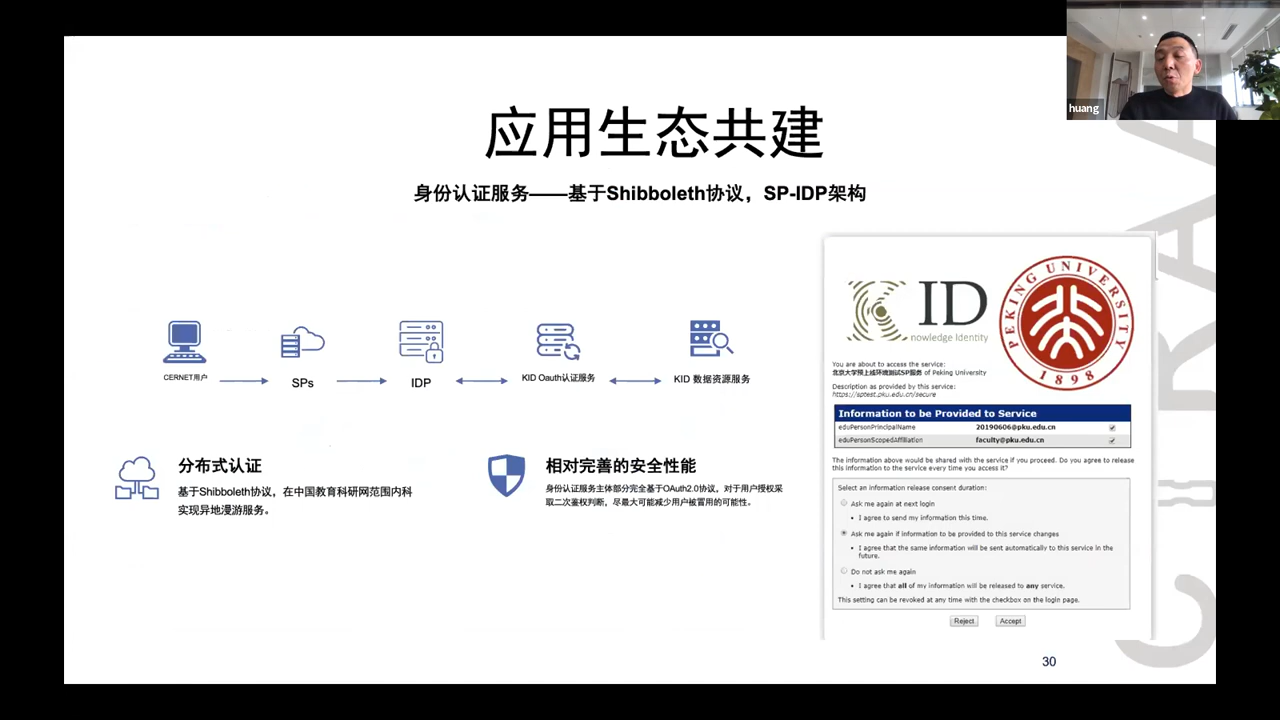 huang
应用生态共建
身份认证服务——基于Shibboleth协议，SP-IDP架构
CERNET用户
SPs
IDP
KID Oauth认证服务
KID 数据资源服务
分布式认证
基于Shibboleth协议，在中国教育科研网范围内科
实现异地漫游服务。
相对完善的安全性能
身份认证服务主体部分完全基于OAuth2.0协议，对于用户授权采
取二次鉴权判断，尽最大可能减少用户被冒用的可能性。
KID
nowledge Identity
PEKING UNIVERSITY
1898
You are about to access the service:
北京大学预上线环境测试SP服务 of Peking University
Description as provided by this service:
https://sptest.pku.edu.cn/secure
Information to be Provided to Service
eduPersonPrincipalName 20190606@pku.edu.cn
eduPersonScopedAffiliation faculty@pku.edu.cn
The information above would be shared with the service if you proceed. Do you agree to release
this information to the service every time you access it?
Select an information release consent duration:
Ask me again at next login
• I agree to send my information this time.
Ask me again if information to be provided to this service changes
• I agree that the same information will be sent automatically to this service in the
future.
Do not ask me again
• I agree that all of my information will be released to any service.
This setting can be revoked at any time with the checkbox on the login page.
Reject Accept
30